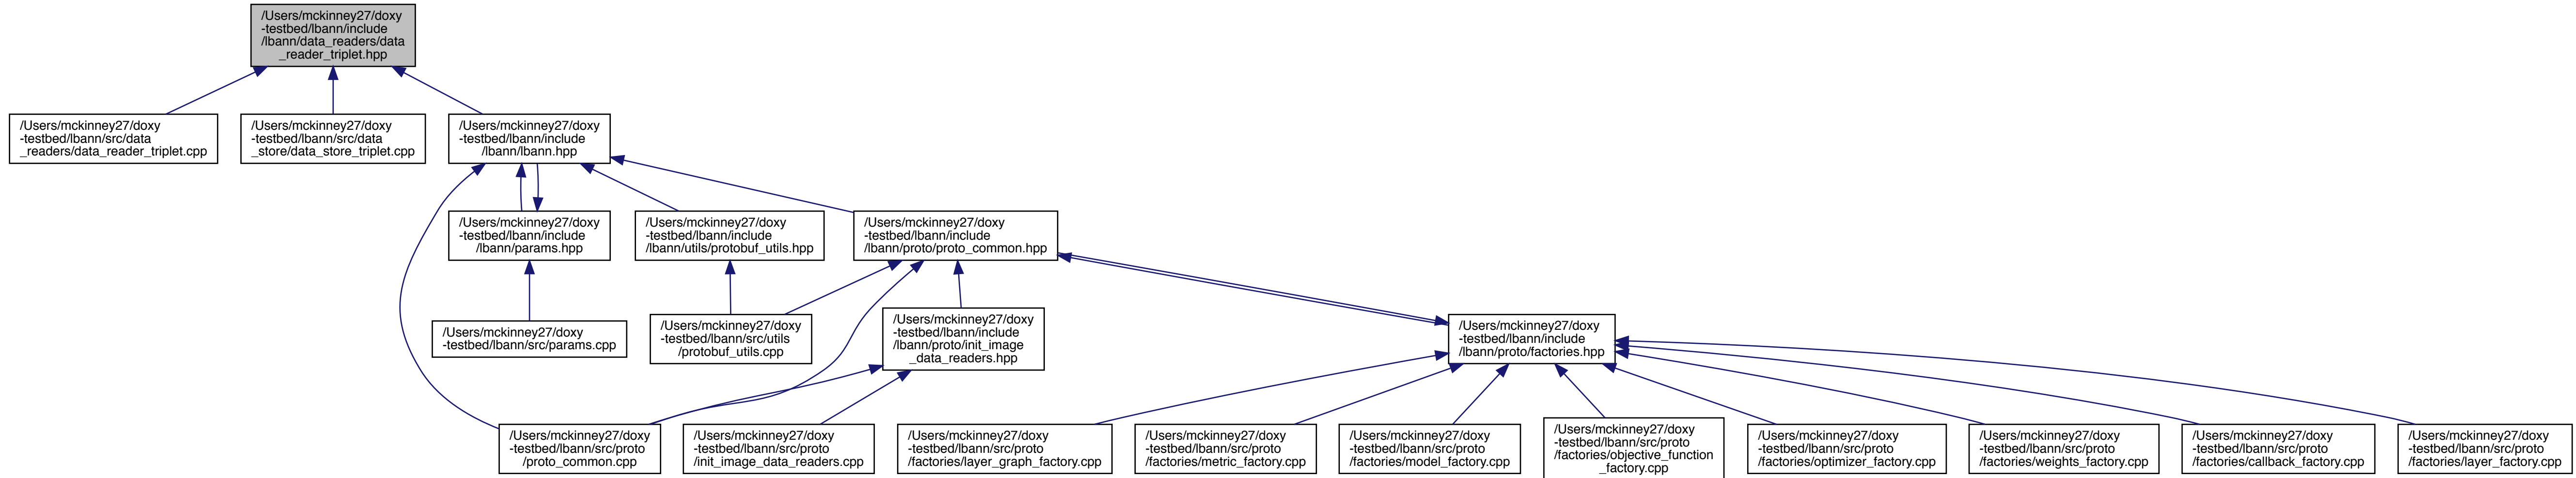 /Users/mckinney27/doxy
-testbed/lbann/include
/lbann/data_readers/data
_reader_triplet.hpp
/Users/mckinney27/doxy
-testbed/lbann/src/data
_readers/data_reader_triplet.cpp
/Users/mckinney27/doxy
-testbed/lbann/src/data
_store/data_store_triplet.cpp
/Users/mckinney27/doxy
-testbed/lbann/include
/lbann/lbann.hpp
/Users/mckinney27/doxy
-testbed/lbann/include
/lbann/params.hpp
/Users/mckinney27/doxy
-testbed/lbann/include
/lbann/utils/protobuf_utils.hpp
/Users/mckinney27/doxy
-testbed/lbann/include
/lbann/proto/proto_common.hpp
/Users/mckinney27/doxy
-testbed/lbann/src/params.cpp
/Users/mckinney27/doxy
-testbed/lbann/src/utils
/protobuf_utils.cpp
/Users/mckinney27/doxy
-testbed/lbann/include
/lbann/proto/init_image
_data_readers.hpp
/Users/mckinney27/doxy
-testbed/lbann/include
/lbann/proto/factories.hpp
/Users/mckinney27/doxy
-testbed/lbann/src/proto
/proto_common.cpp
/Users/mckinney27/doxy
-testbed/lbann/src/proto
/init_image_data_readers.cpp
/Users/mckinney27/doxy
-testbed/lbann/src/proto
/factories/layer_graph_factory.cpp
/Users/mckinney27/doxy
-testbed/lbann/src/proto
/factories/metric_factory.cpp
/Users/mckinney27/doxy
-testbed/lbann/src/proto
/factories/model_factory.cpp
/Users/mckinney27/doxy
-testbed/lbann/src/proto
/factories/objective_function
_factory.cpp
/Users/mckinney27/doxy
-testbed/lbann/src/proto
/factories/optimizer_factory.cpp
/Users/mckinney27/doxy
-testbed/lbann/src/proto
/factories/weights_factory.cpp
/Users/mckinney27/doxy
-testbed/lbann/src/proto
/factories/callback_factory.cpp
/Users/mckinney27/doxy
-testbed/lbann/src/proto
/factories/layer_factory.cpp